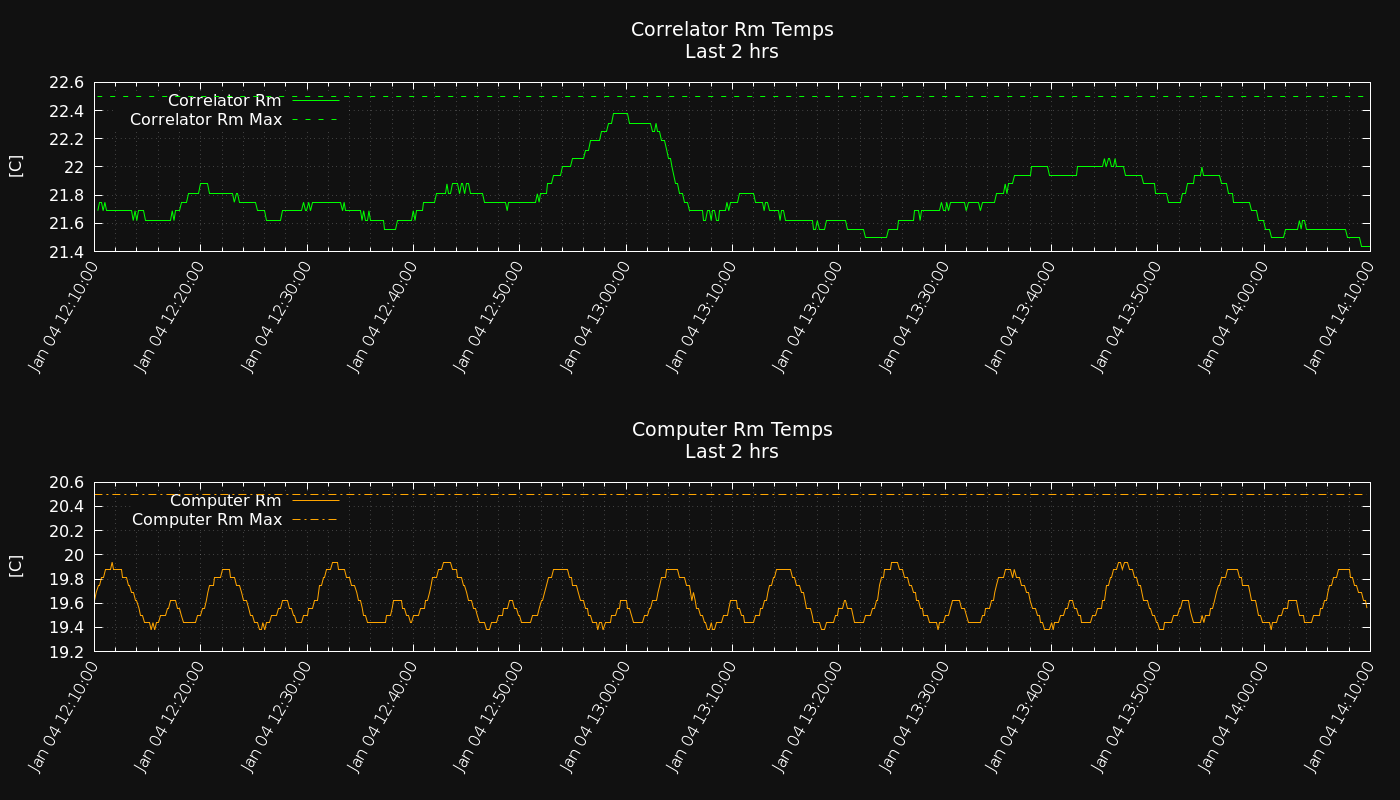 Correlator Rm Temps
Last 2 hrs
22.6
22.4
22.2
22
21.8
21.6
21.4
[C]
Correlator Rm
Correlator Rm Max
Jan 04 12:10:00
Jan 04 12:20:00
Jan 04 12:30:00
Jan 04 12:40:00
Jan 04 12:50:00
Jan 04 13:00:00
Jan 04 13:10:00
Jan 04 13:20:00
Jan 04 13:30:00
Jan 04 13:40:00
Jan 04 13:50:00
Jan 04 14:00:00
Jan 04 14:10:00
Computer Rm Temps
Last 2 hrs
20.6
20.4
20.2
20
19.8
19.6
19.4
19.2
[C]
Computer Rm
Computer Rm Max
Jan 04 12:10:00
Jan 04 12:20:00
Jan 04 12:30:00
Jan 04 12:40:00
Jan 04 12:50:00
Jan 04 13:00:00
Jan 04 13:10:00
Jan 04 13:20:00
Jan 04 13:30:00
Jan 04 13:40:00
Jan 04 13:50:00
Jan 04 14:00:00
Jan 04 14:10:00